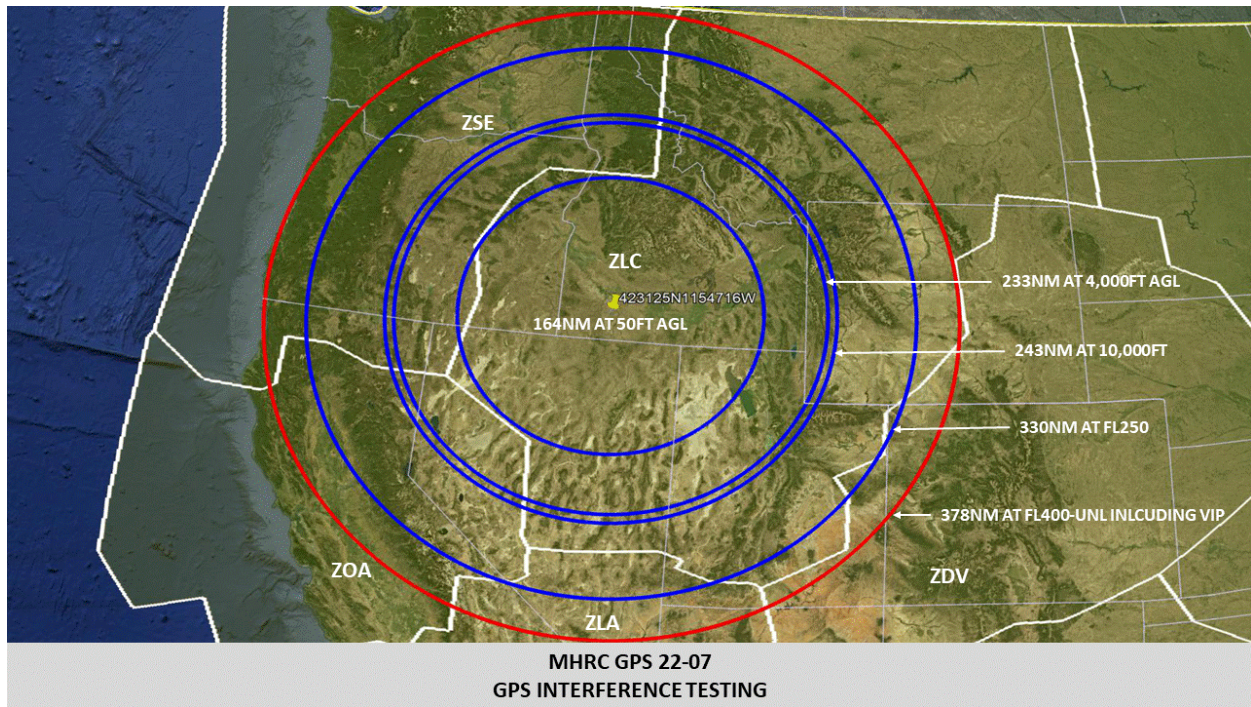 ZSE
ZLC
423125N1154716W
164NM AT 50FT AGL
233NM AT 4,000FT AGL
243NM AT 10,000FT
330NM AT FL250
378NM AT FL400-UNL INLCUDING VIP
ZOA
ZDV
ZLA
MHRC GPS 22-07
GPS INTERFERENCE TESTING